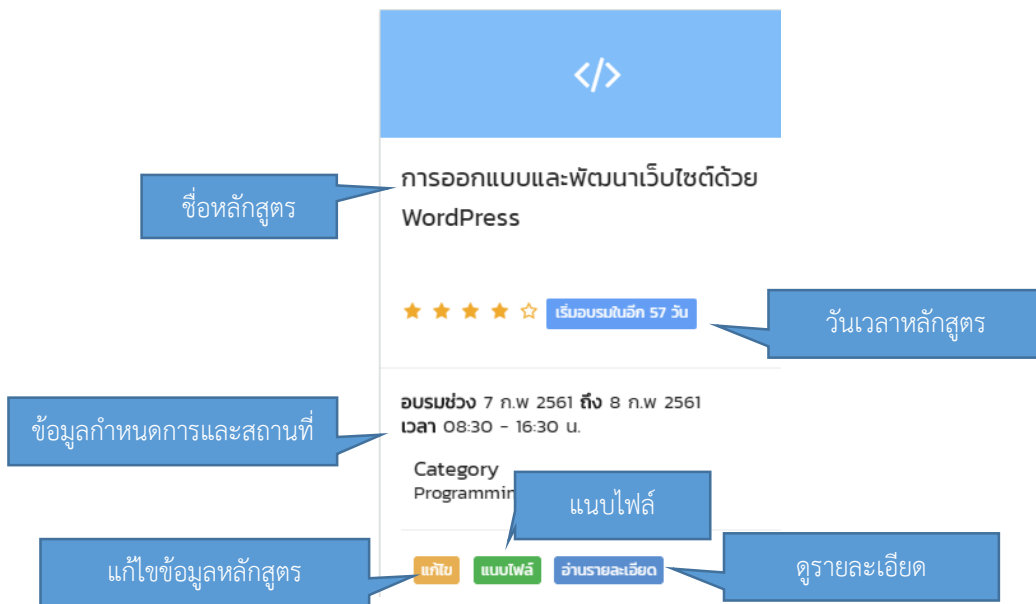 </>
การออกแบบและพัฒนาเว็บไซต์ด้วย
WordPress
ชื่อหลักสูตร
เริ่มอบรมในอีก 57 วัน
วันเวลาหลักสูตร
อบรมช่วง 7 ก.พ 2561 ถึง 8 ก.พ 2561
เวลา 08:30 - 16:30 น.
ข้อมูลกำหนดการและสถานที่
Category
แนบไฟล์
แก้ไขข้อมูลหลักสูตร
แก้ไข แนบไฟล์ อ่านรายละเอียด
ดูรายละเอียด